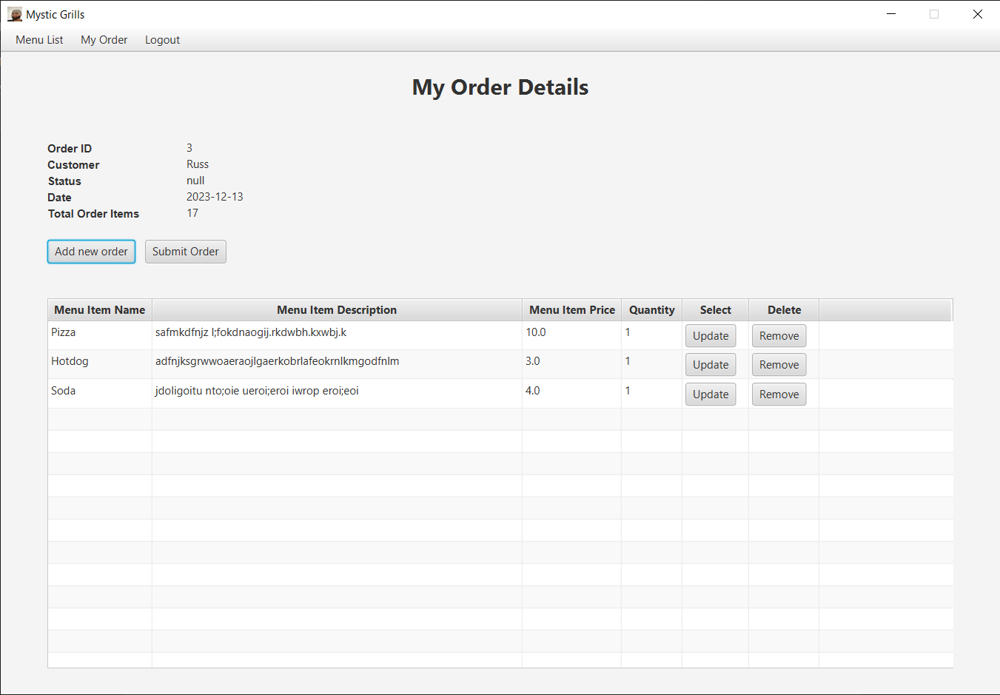 Mystic Grills
Menu List My Order Logout
My Order Details
Order ID 3
Customer Russ
Status null
Date 2023-12-13
Total Order Items 17
Add new order Submit Order
Menu Item Name Menu Item Description Menu Item Price Quantity Select Delete
Pizza safmkdfnjz l;fokdnaogij.rkdwbh.kxwbj.k 10.0 1 Update Remove
Hotdog adfnjksgrwwoaeraojlgaerkobrlafeokrnlkmgodfnlm 3.0 1 Update Remove
Soda jdoligoitu nto;oie ueroi;eroi iwrop eroi;eoi 4.0 1 Update Remove